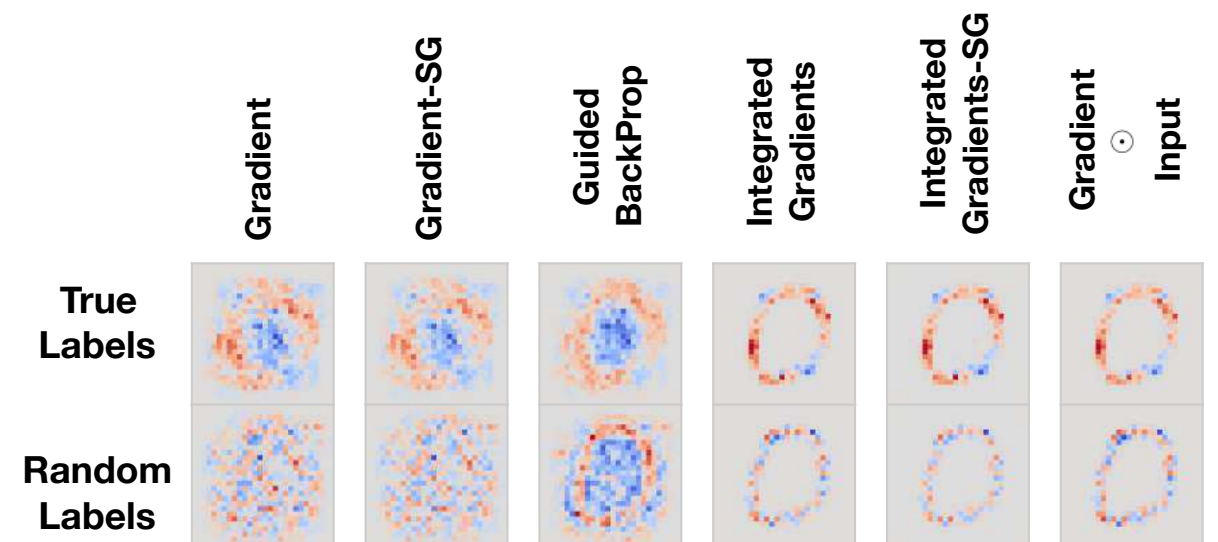 Gradient
Gradient-SG
Guided
BackProp
Integrated
Gradients
Integrated
Gradients-SG
Gradient
⊙
Input
True
Labels
Random
Labels